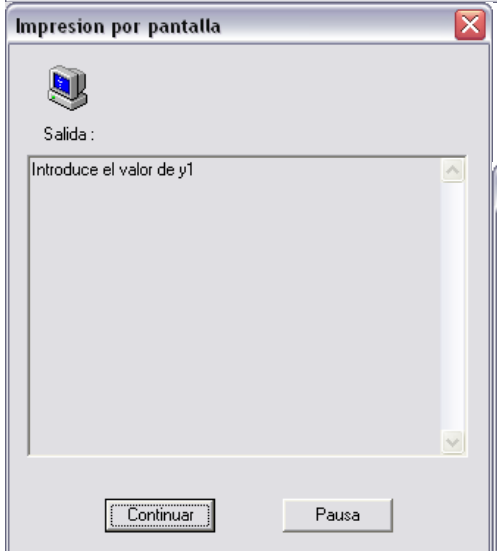 Impresion por pantalla
Salida :
Introduce el valor de y1
Continuar Pausa